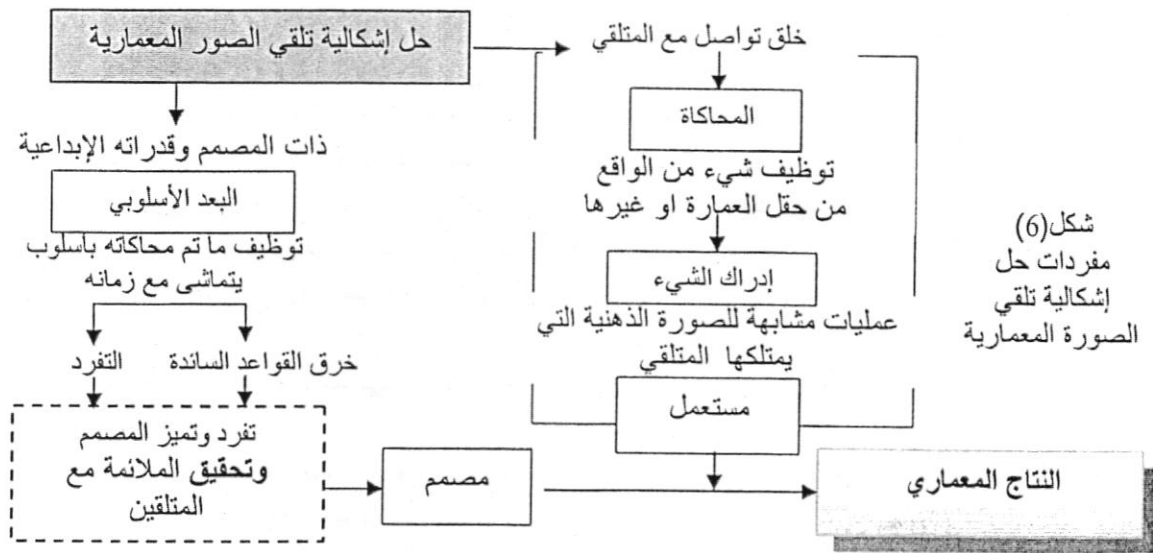 حل إشكالية تلقي الصور المعمارية
خلق تواصل مع المتلقي
المحاكاة
توظيف شيء من الواقع
من حقل العمارة او غيرها
إدراك الشيء
عمليات مشابهة للصورة الذهنية التي
يمتلكها المتلقي
مستعمل
ذات المصمم وقدراته الإبداعية
البعد الأسلوبي
توظيف ما تم محاكاته بأسلوب
يتماشى مع زمانه
خرق القواعد السائدة
التفرد
تفرد وتميز المصمم
وتحقيق الملائمة مع
المتلقين
مصمم
النتاج المعماري
شكل(6)
مفردات حل
إشكالية تلقي
الصورة المعمارية